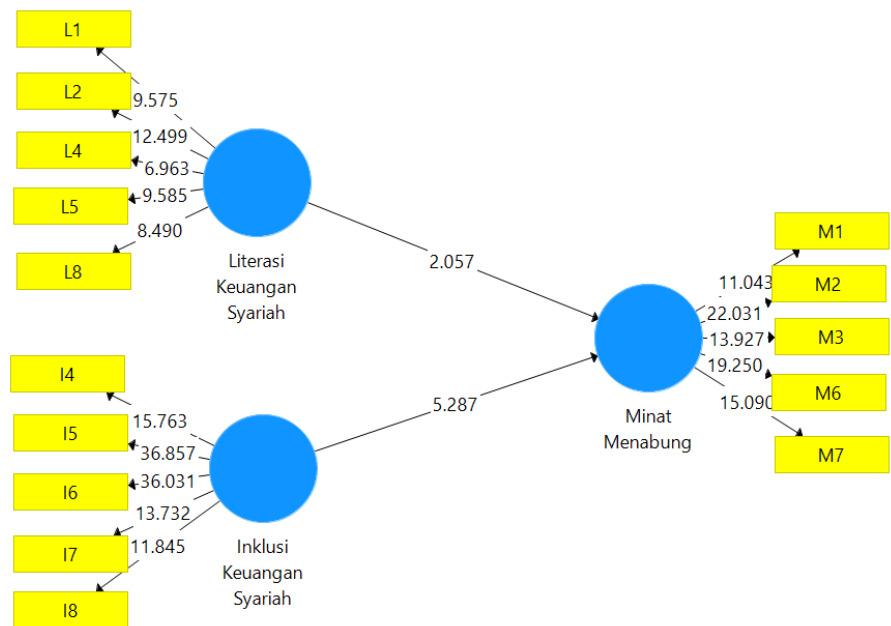 L1
L2
L4
L5
L8
9.575
12.499
6.963
9.585
8.490
Literasi
Keuangan
Syariah
2.057
I4
I5
I6
I7
I8
15.763
36.857
36.031
13.732
11.845
Inklusi
Keuangan
Syariah
5.287
Minat
Menabung
11.043
22.031
13.927
19.250
15.090
M1
M2
M3
M6
M7